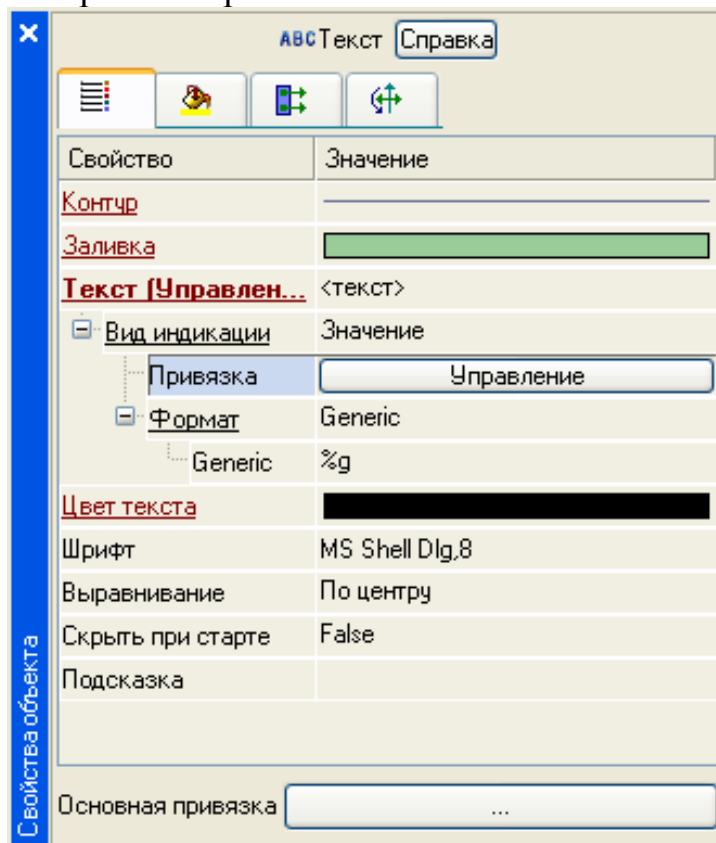 ABC Текст Справка
Свойство Значение
Контур
Заливка
Текст (Управлен... <текст>
Вид индикации Значение
Привязка Управление
Формат Generic
Generic %g
Цвет текста
Шрифт MS Shell Dlg,8
Выравнивание По центру
Скрыть при старте False
Подсказка
Основная привязка ...
Свойства объекта